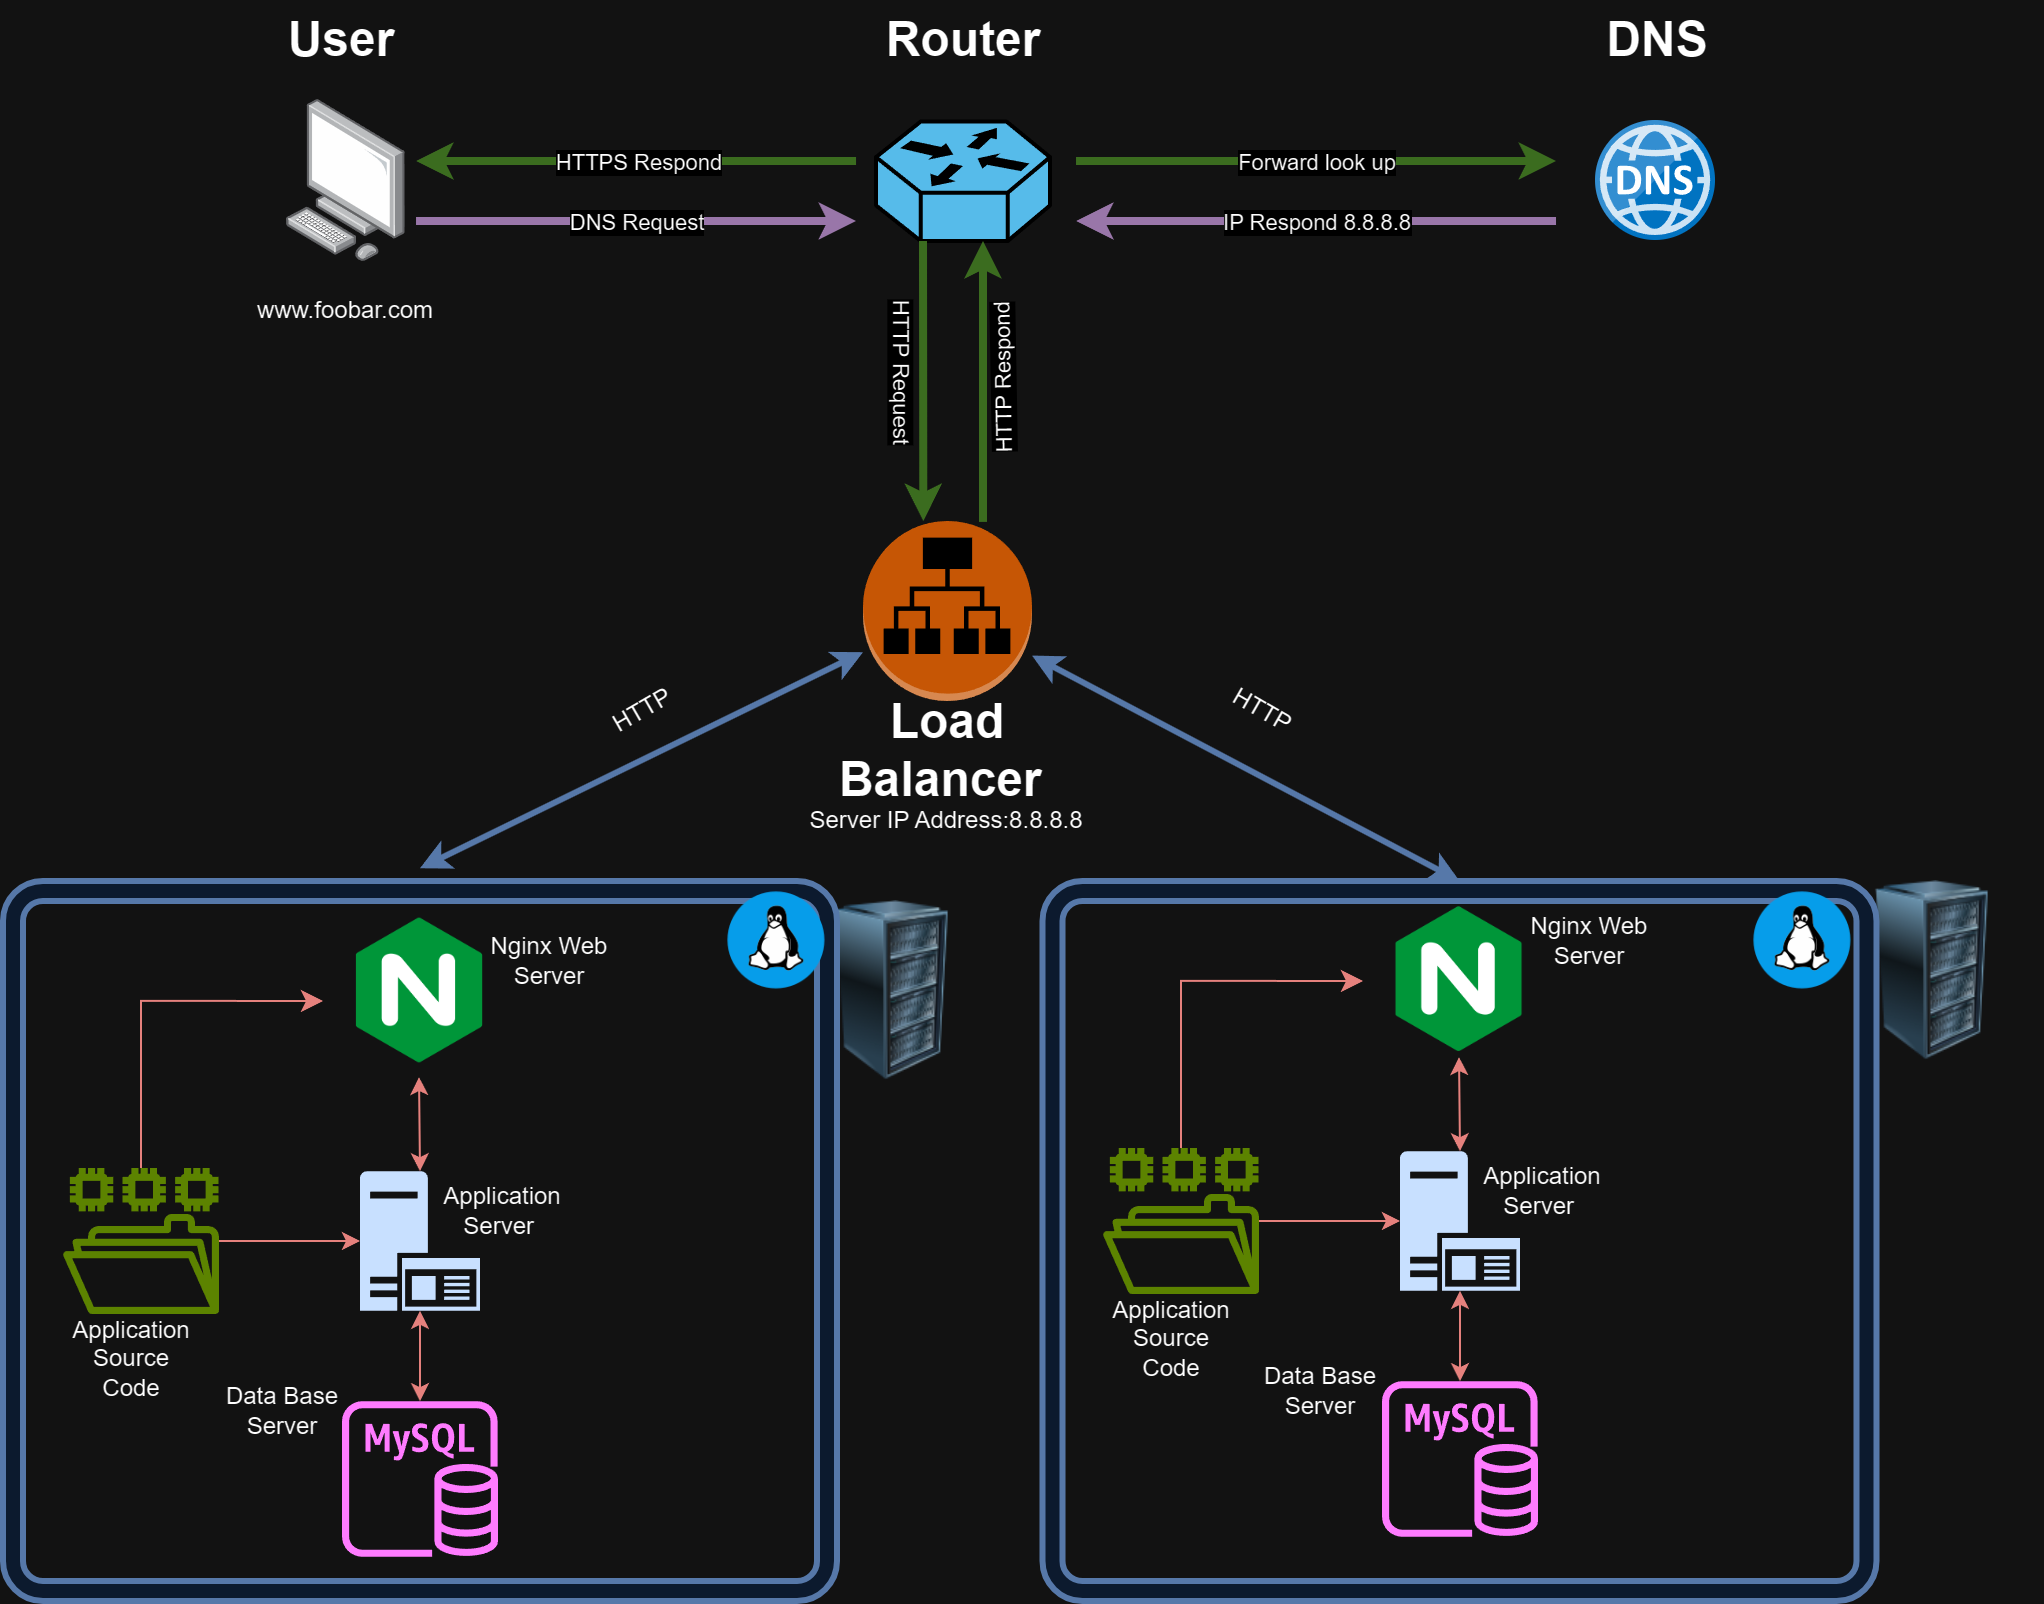 User
Router
DNS
HTTPS Respond
Forward look up
DNS
DNS Request
IP Respond 8.8.8.8
www.foobar.com
HTTP Request
HTTP Respond
HTTP
HTTP
Load
Balancer
Server IP Address:8.8.8.8
Nginx Web
Server
N
Application
Server
Application
Source
Code
Data Base
Server
MySQL
Nginx Web
Server
N
Application
Server
Application
Source
Code
Data Base
Server
MySQL